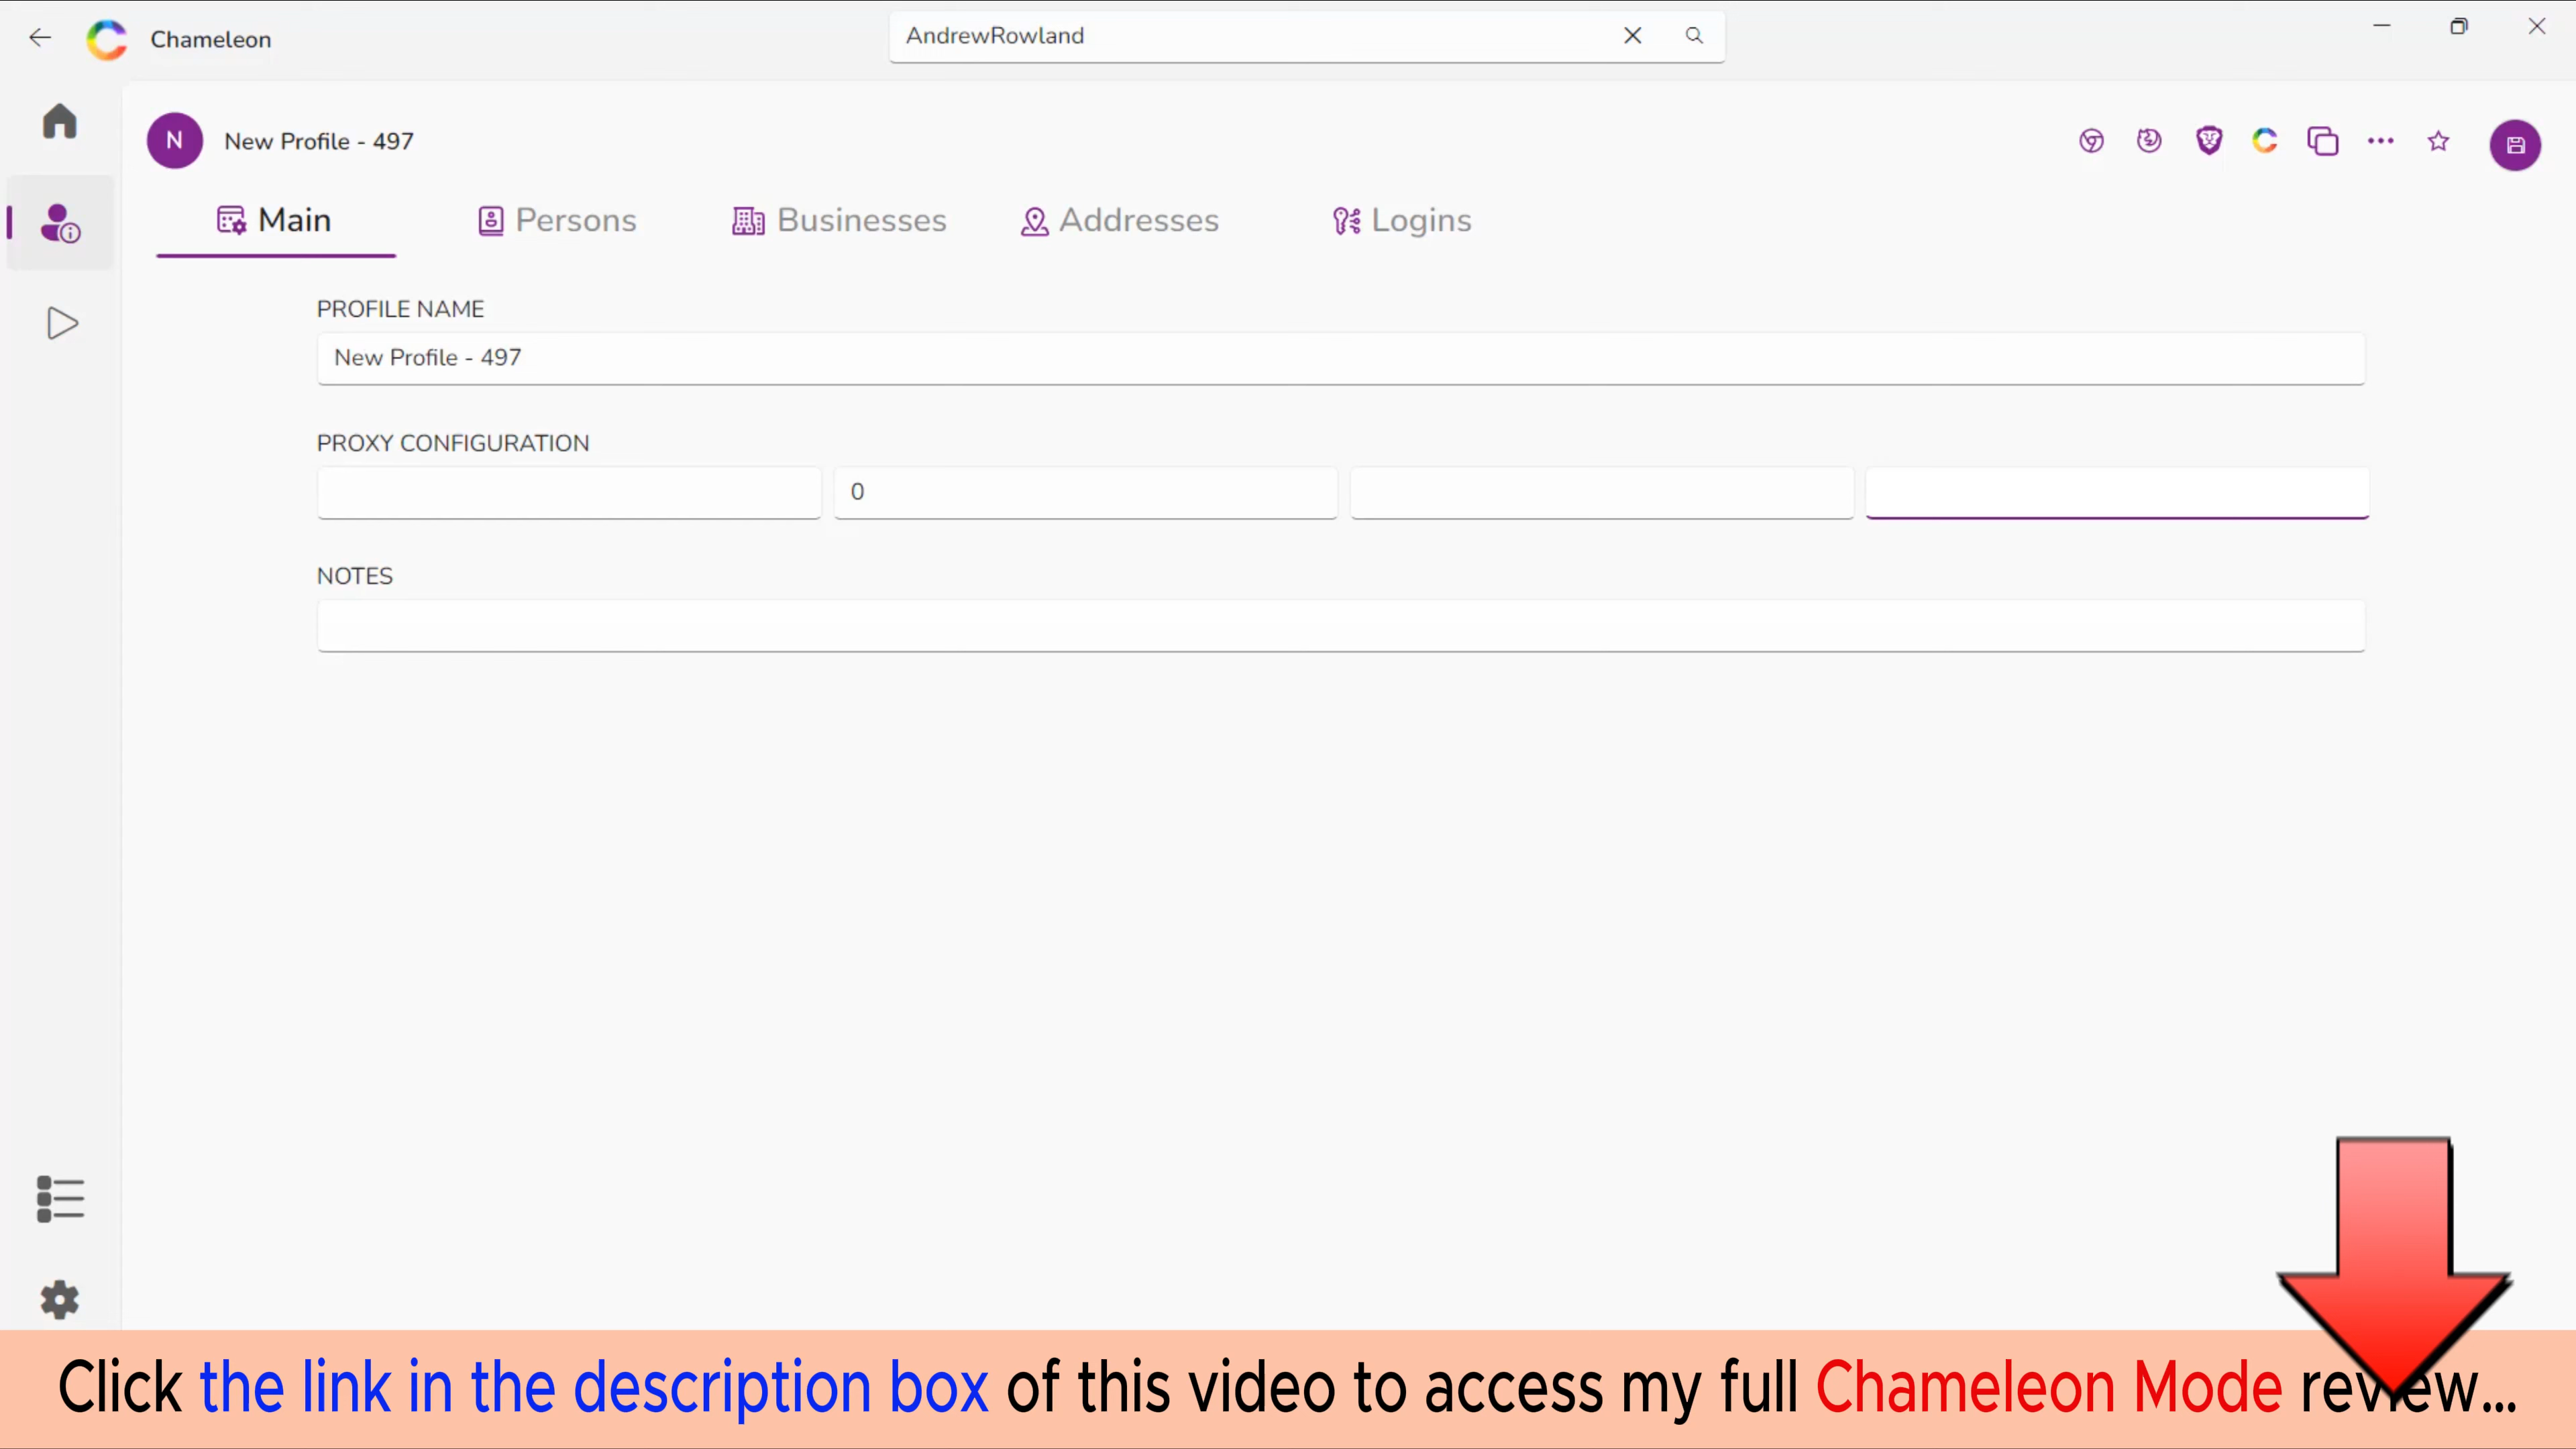 Chameleon
AndrewRowland
N
New Profile - 497
Main
Persons
Businesses
Addresses
Logins
PROFILE NAME
New Profile - 497
PROXY CONFIGURATION
0
NOTES
Click the link in the description box of this video to access my full Chameleon Mode review...